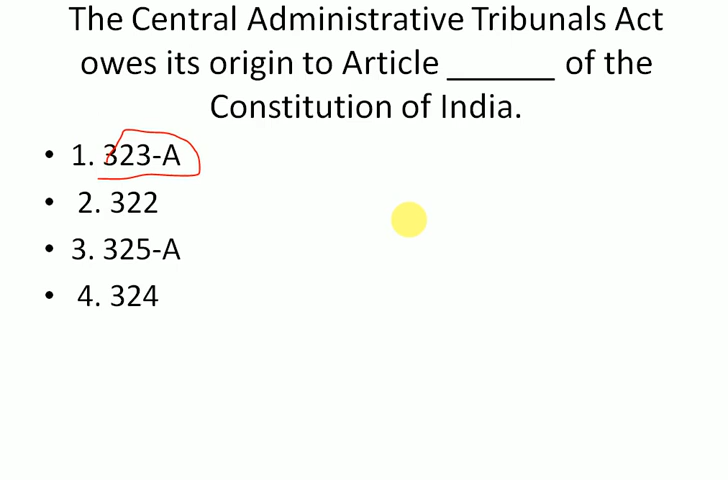 The Central Administrative Tribunals Act
owes its origin to Article ______ of the
Constitution of India.
• 1. 323-A
• 2. 322
• 3. 325-A
• 4. 324